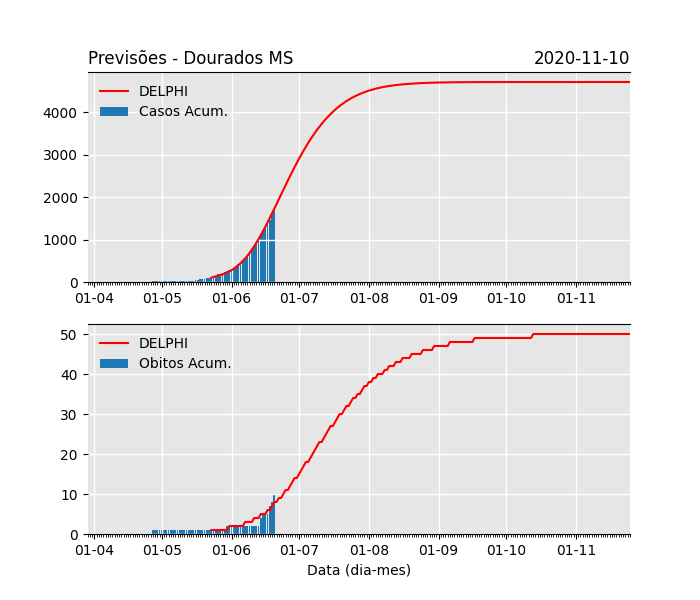 Previsões - Dourados MS
2020-11-10
DELPHI
Casos Acum.
4000
3000
2000
1000
0
01-04 01-05 01-06 01-07 01-08 01-09 01-10 01-11
DELPHI
Obitos Acum.
50
40
30
20
10
0
01-04 01-05 01-06 01-07 01-08 01-09 01-10 01-11
Data (dia-mes)